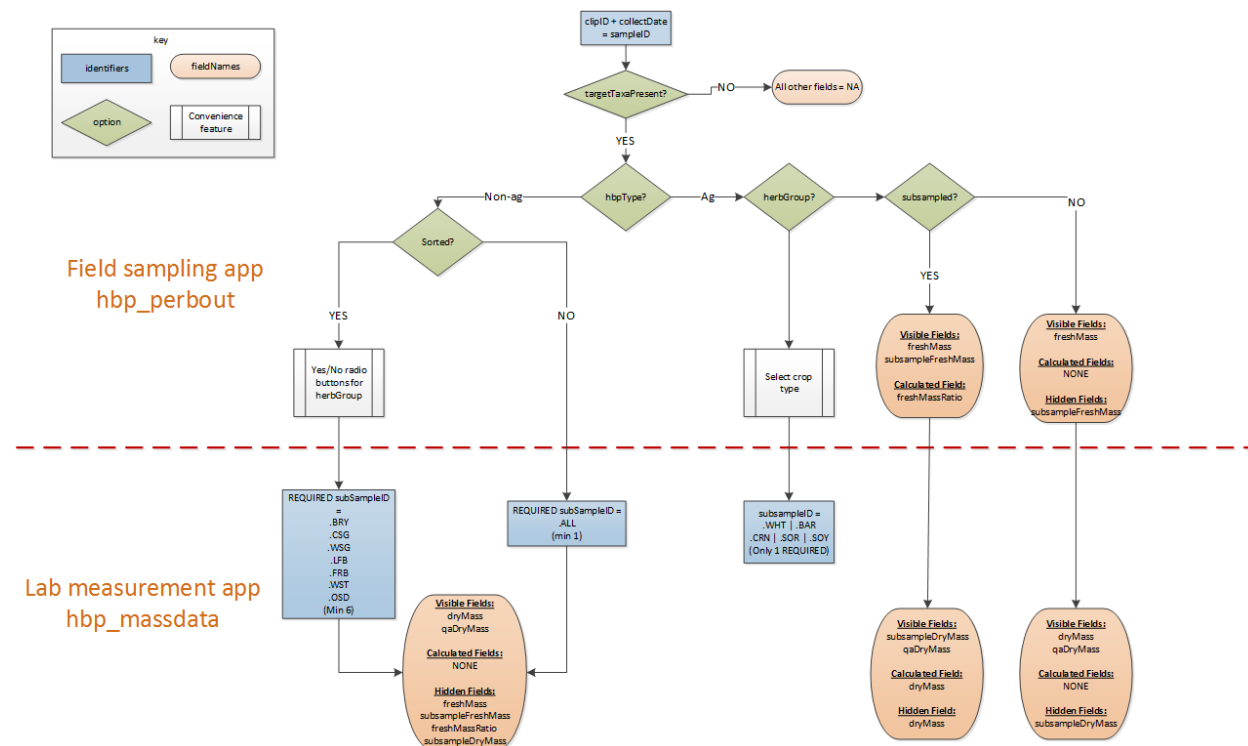 key
identifiers
fieldNames
option
Convenience
feature
clipID + collectDate
= sampleID
targetTaxaPresent?
NO
All other fields = NA
YES
Non-ag
hbpType?
Ag
herbGroup?
subsampled?
NO
Sorted?
Field sampling app
hbp_perbout
YES
NO
YES
Yes/No radio
buttons for
herbGroup
Select crop
type
Visible Fields:
freshMass
subsampleFreshMass
Calculated Field:
freshMassRatio
Visible Fields:
freshMass
Calculated Fields:
NONE
Hidden Fields:
subsampleFreshMass
Lab measurement app
hbp_massdata
REQUIRED subSampleID
=
.BRY
.CSG
.WSG
.LFB
.FRB
.WST
.OSD
(Min 6)
REQUIRED subSampleID =
.ALL
(min 1)
subsampleID =
.WHT | .BAR
.CRN | .SOR | .SOY
(Only 1 REQUIRED)
Visible Fields:
dryMass
qaDryMass
Calculated Fields:
NONE
Hidden Fields:
freshMass
subsampleFreshMass
freshMassRatio
subsampleDryMass
Visible Fields:
subsampleDryMass
qaDryMass
Calculated Field:
dryMass
Hidden Field:
dryMass
Visible Fields:
dryMass
qaDryMass
Calculated Fields:
NONE
Hidden Fields:
subsampleDryMass